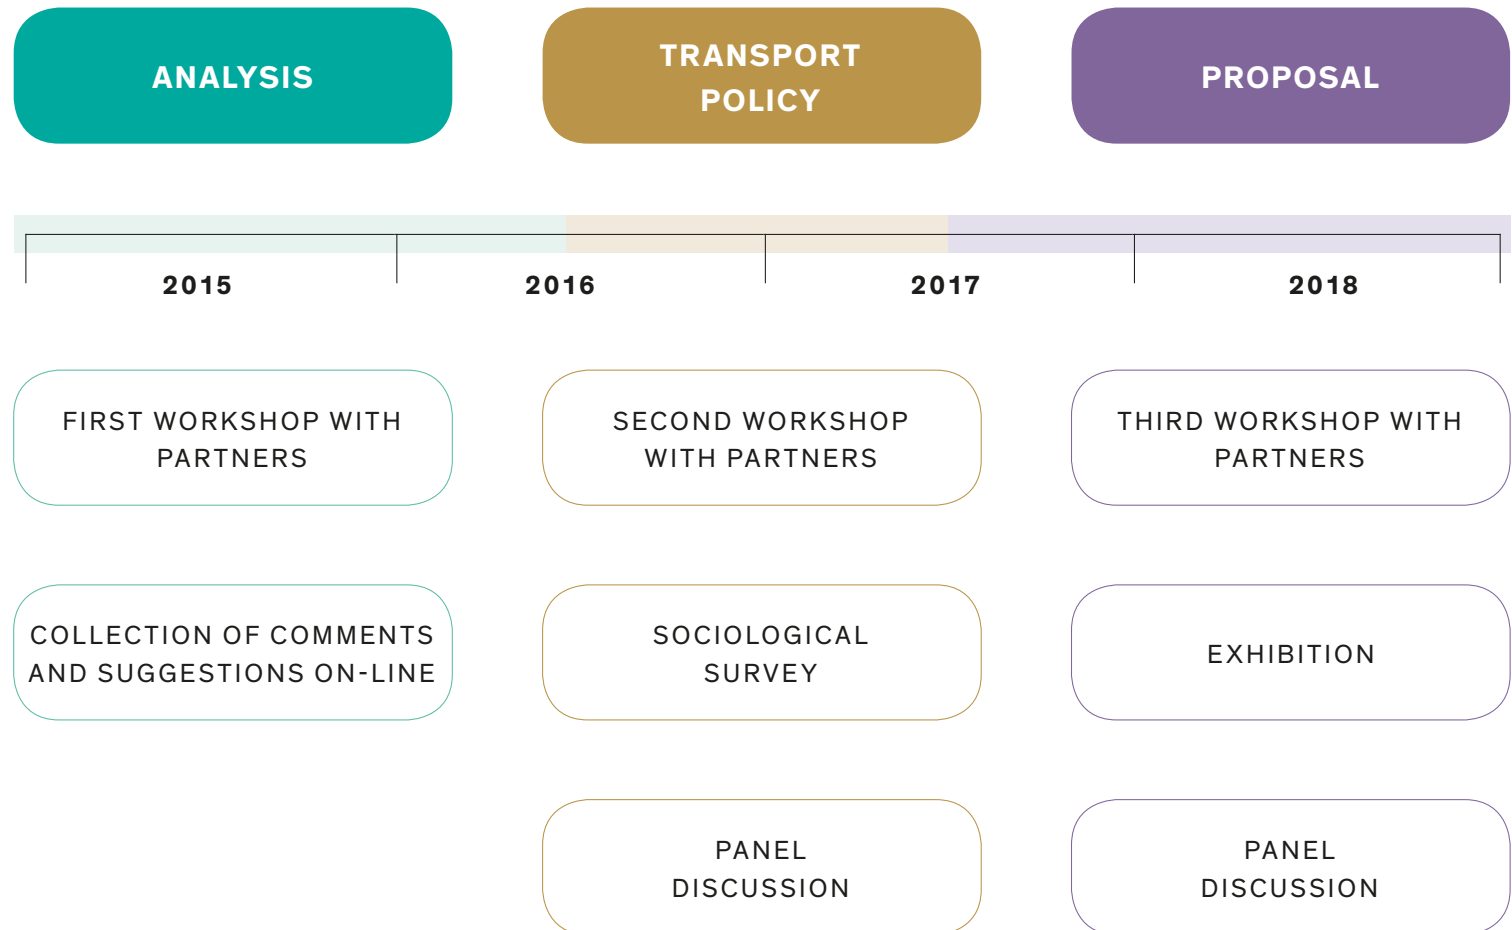 ANALYSIS
TRANSPORT
POLICY
PROPOSAL
2015
2016
2017
2018
FIRST WORKSHOP WITH
PARTNERS
SECOND WORKSHOP
WITH PARTNERS
THIRD WORKSHOP WITH
PARTNERS
COLLECTION OF COMMENTS
AND SUGGESTIONS ON-LINE
SOCIOLOGICAL
SURVEY
EXHIBITION
PANEL
DISCUSSION
PANEL
DISCUSSION